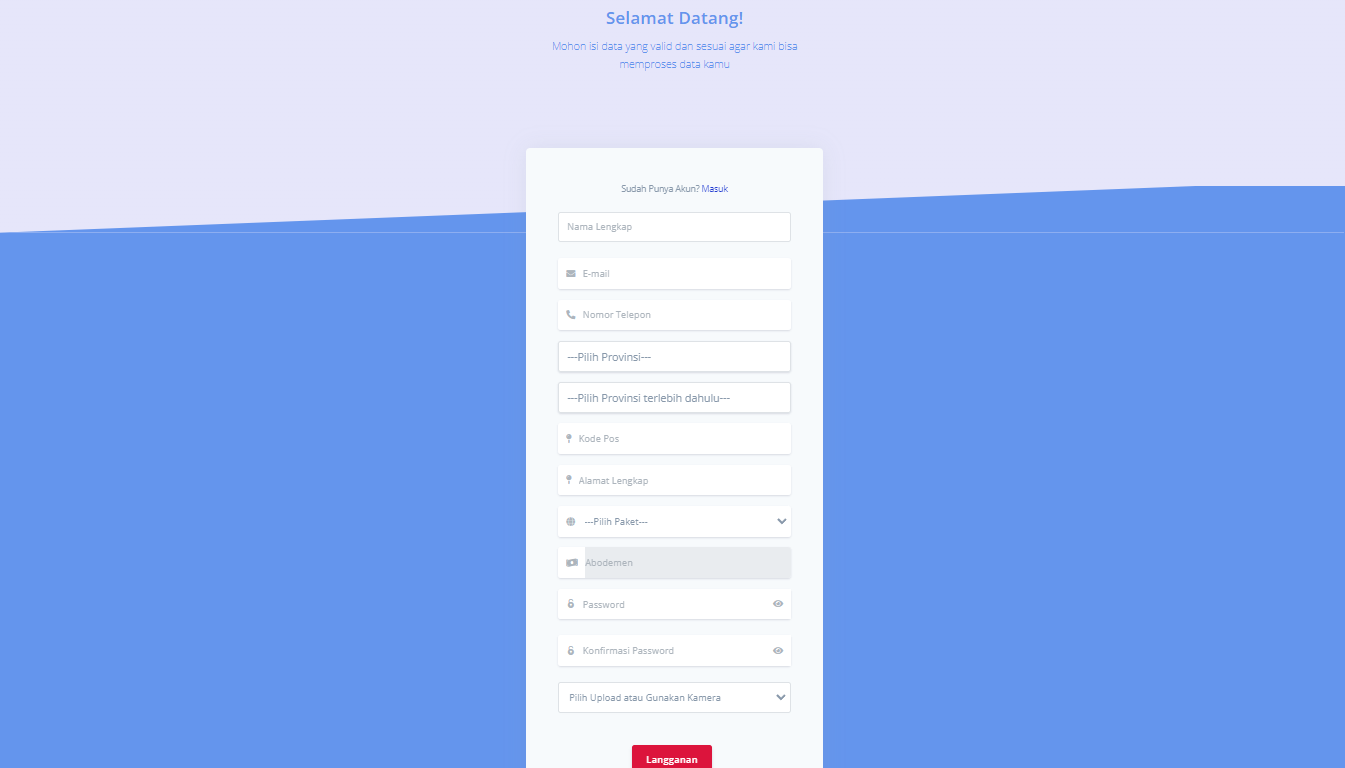 Selamat Datang!
Mohon isi data yang valid dan sesuai agar kami bisa
memproses data kamu
Sudah Punya Akun? Masuk
Nama Lengkap
E-mail
Nomor Telepon
---Pilih Provinsi---
---Pilih Provinsi terlebih dahulu---
Kode Pos
Alamat Lengkap
---Pilih Paket---
Abodemen
Password
Konfirmasi Password
Pilih Upload atau Gunakan Kamera
Langganan